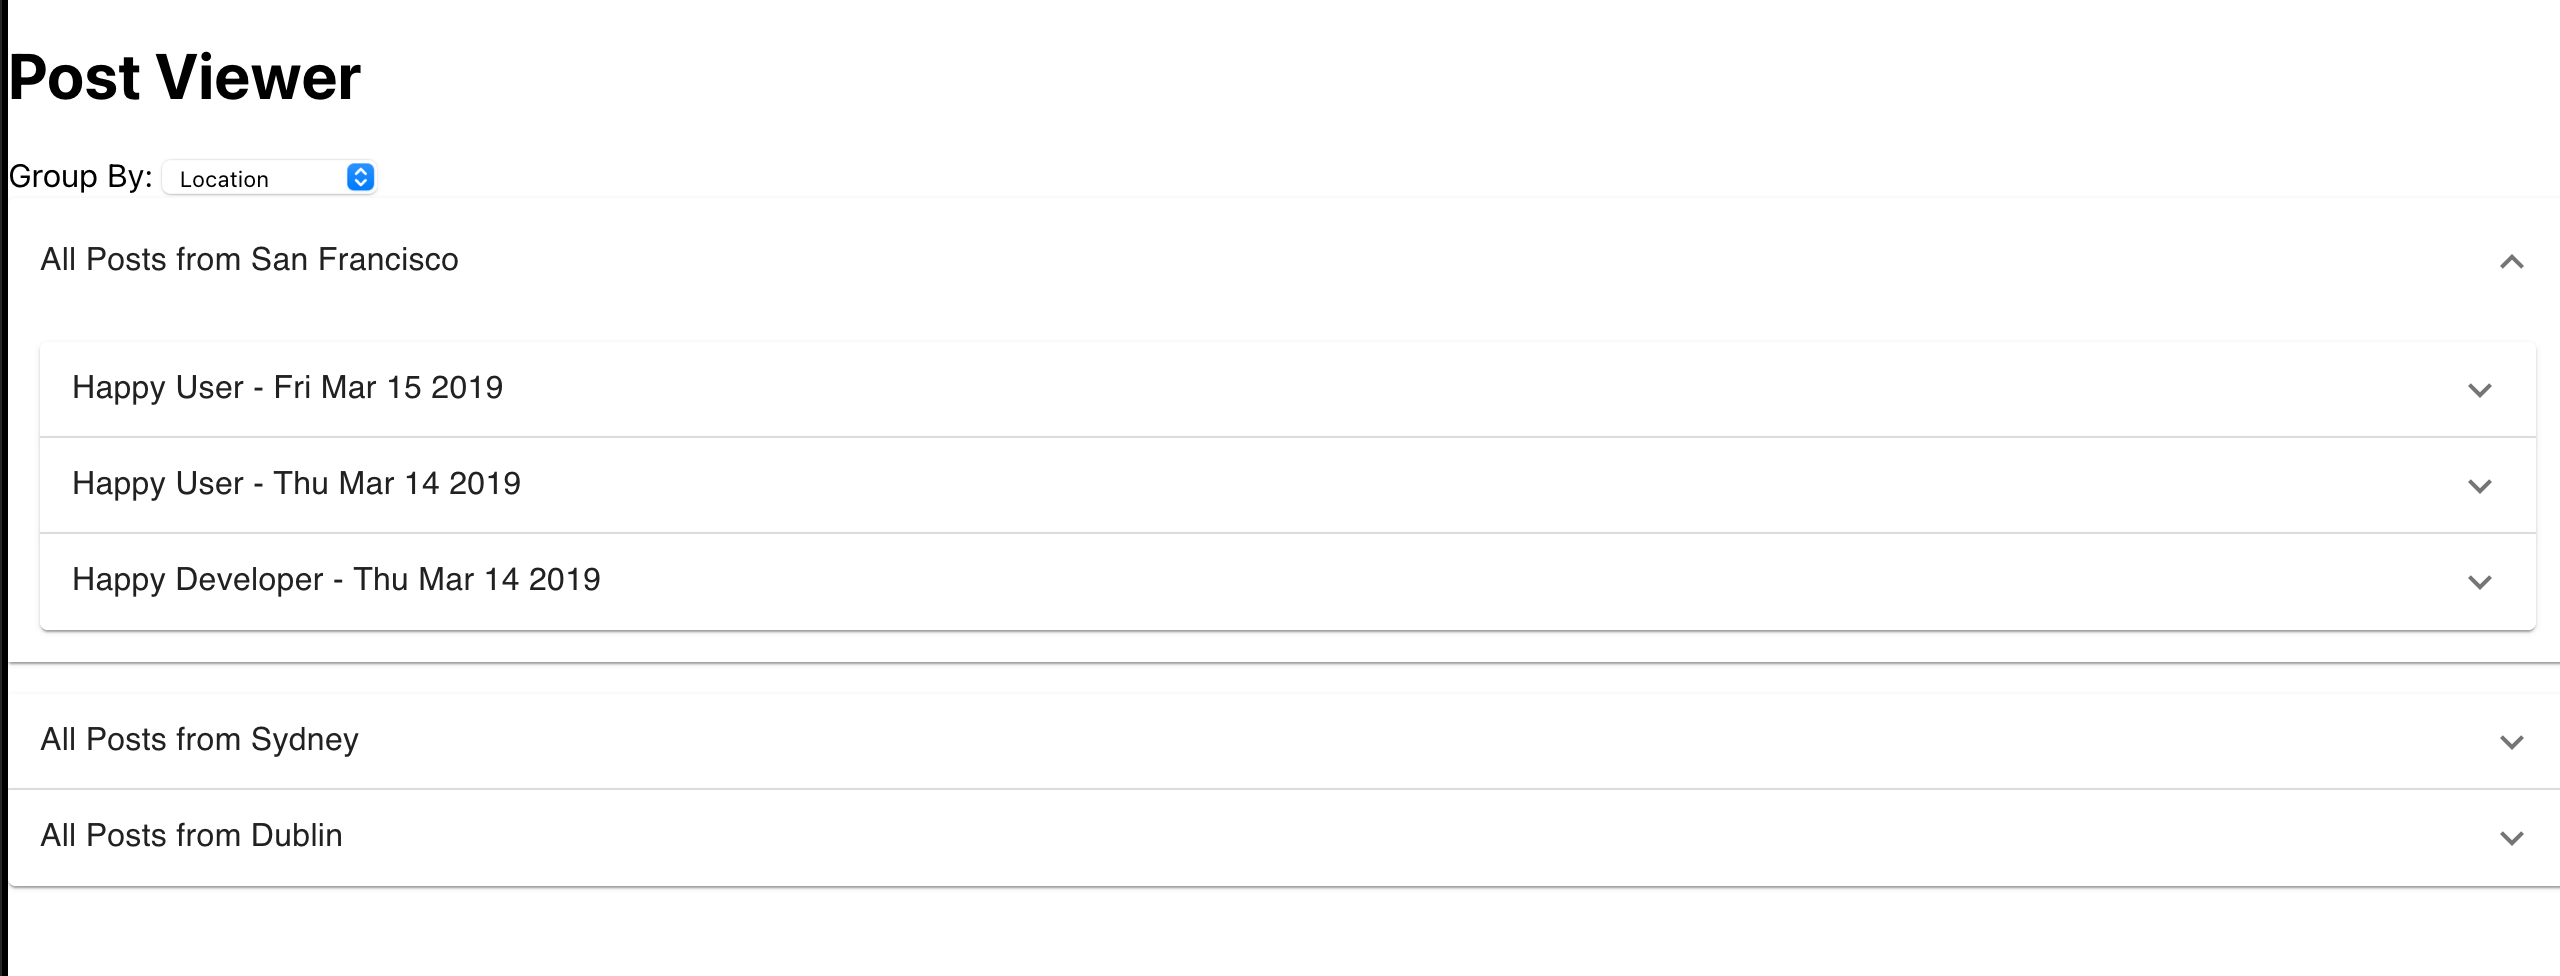 Post Viewer
Group By: Location
All Posts from San Francisco
Happy User - Fri Mar 15 2019
Happy User - Thu Mar 14 2019
Happy Developer - Thu Mar 14 2019
All Posts from Sydney
All Posts from Dublin